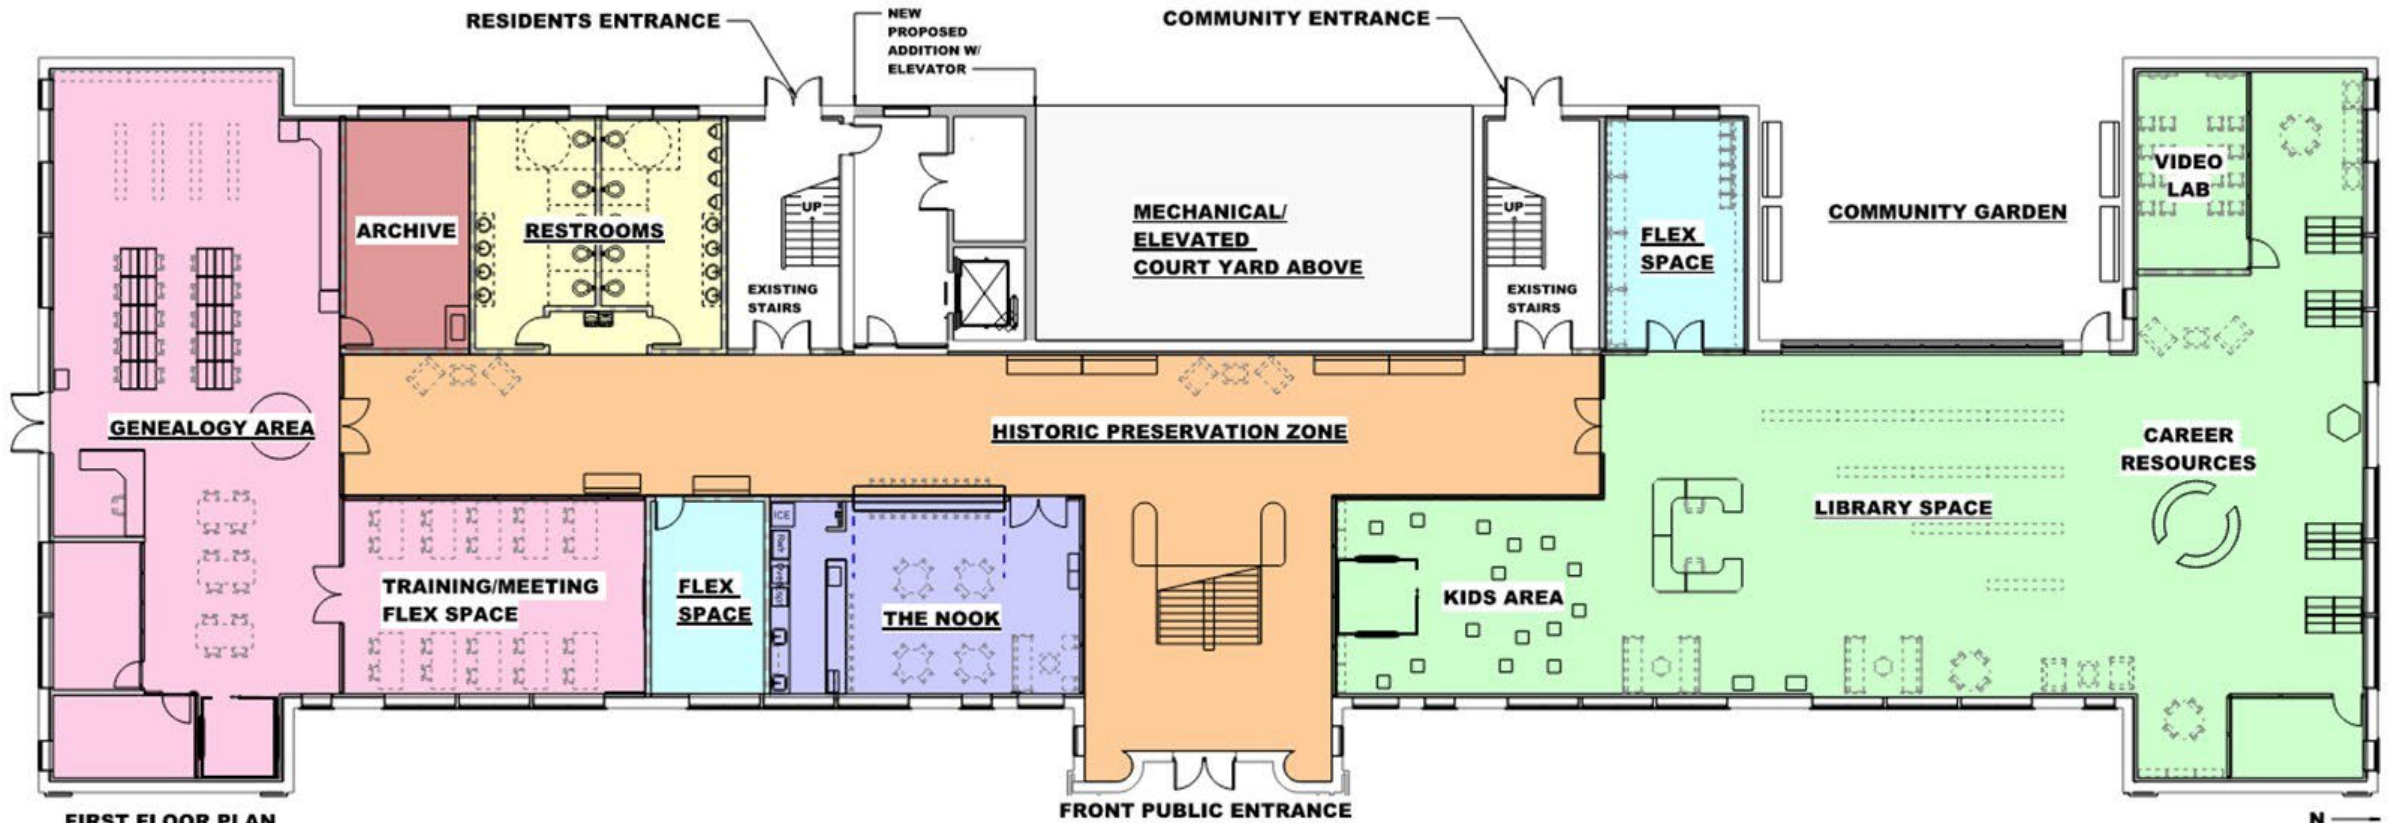 RESIDENTS ENTRANCE
NEW
PROPOSED
ADDITION W/
ELEVATOR
COMMUNITY ENTRANCE
ARCHIVE
RESTROOMS
UP
EXISTING
STAIRS
MECHANICAL/
ELEVATED
COURT YARD ABOVE
UP
EXISTING
STAIRS
FLEX
SPACE
COMMUNITY GARDEN
VIDEO
LAB
GENEALOGY AREA
HISTORIC PRESERVATION ZONE
CAREER
RESOURCES
LIBRARY SPACE
TRAINING/MEETING
FLEX SPACE
FLEX
SPACE
ICE
THE NOOK
KIDS AREA
FRONT PUBLIC ENTRANCE
FIRST FLOOR PLAN
N